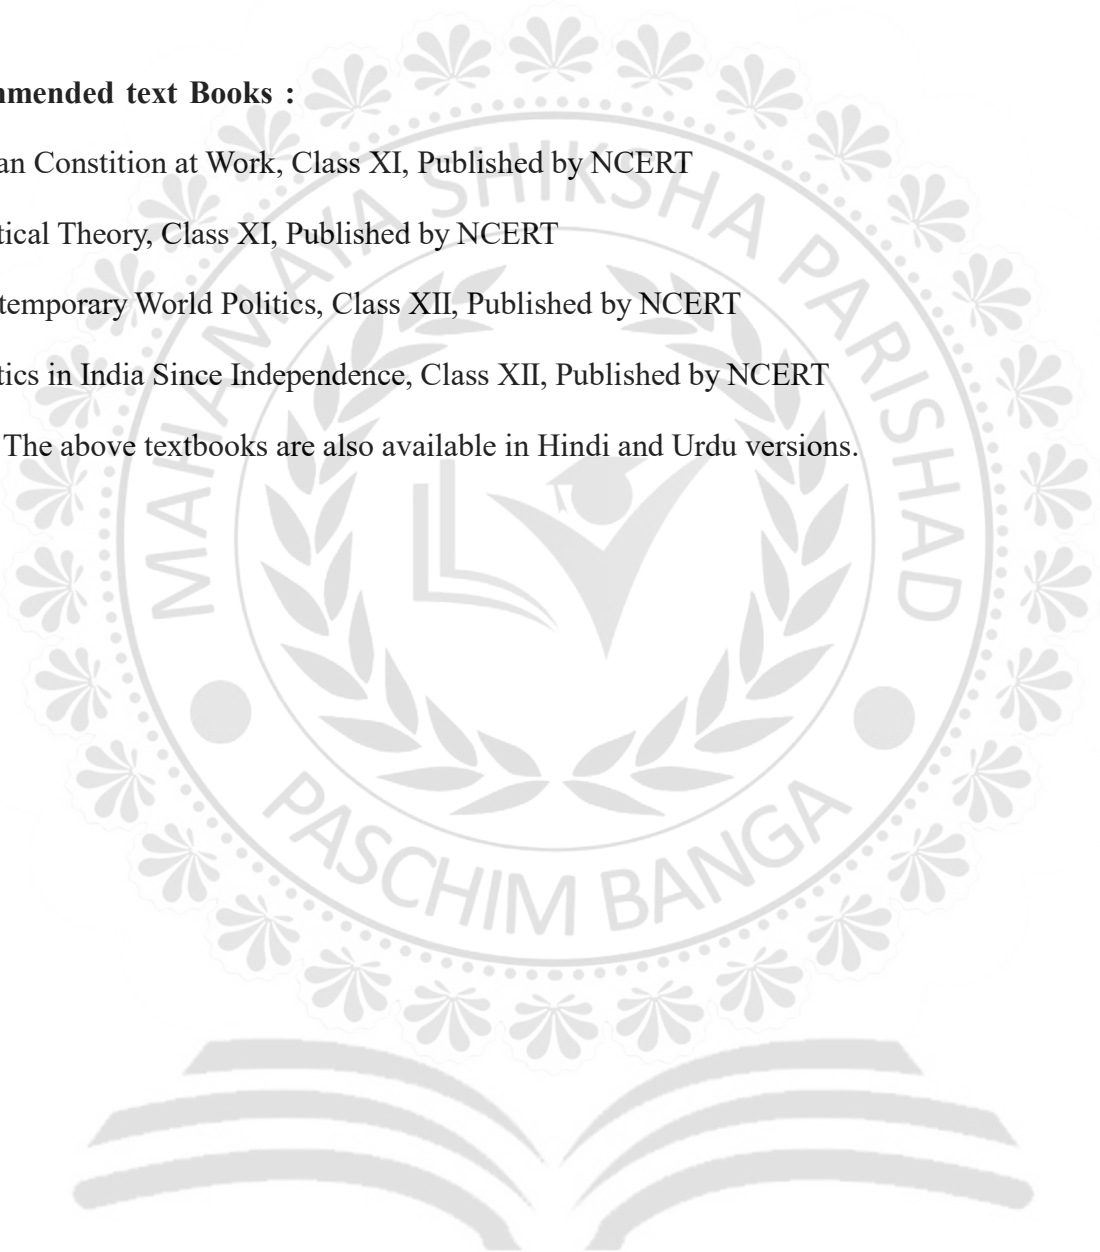 mmended text Books :
an Constition at Work, Class XI, Published by NCERT
tical Theory, Class XI, Published by NCERT
temporary World Politics, Class XII, Published by NCERT
tics in India Since Independence, Class XII, Published by NCERT
The above textbooks are also available in Hindi and Urdu versions.
MAHAMAYA SHIKSHA PARISHAD
PASCHIM BANGA